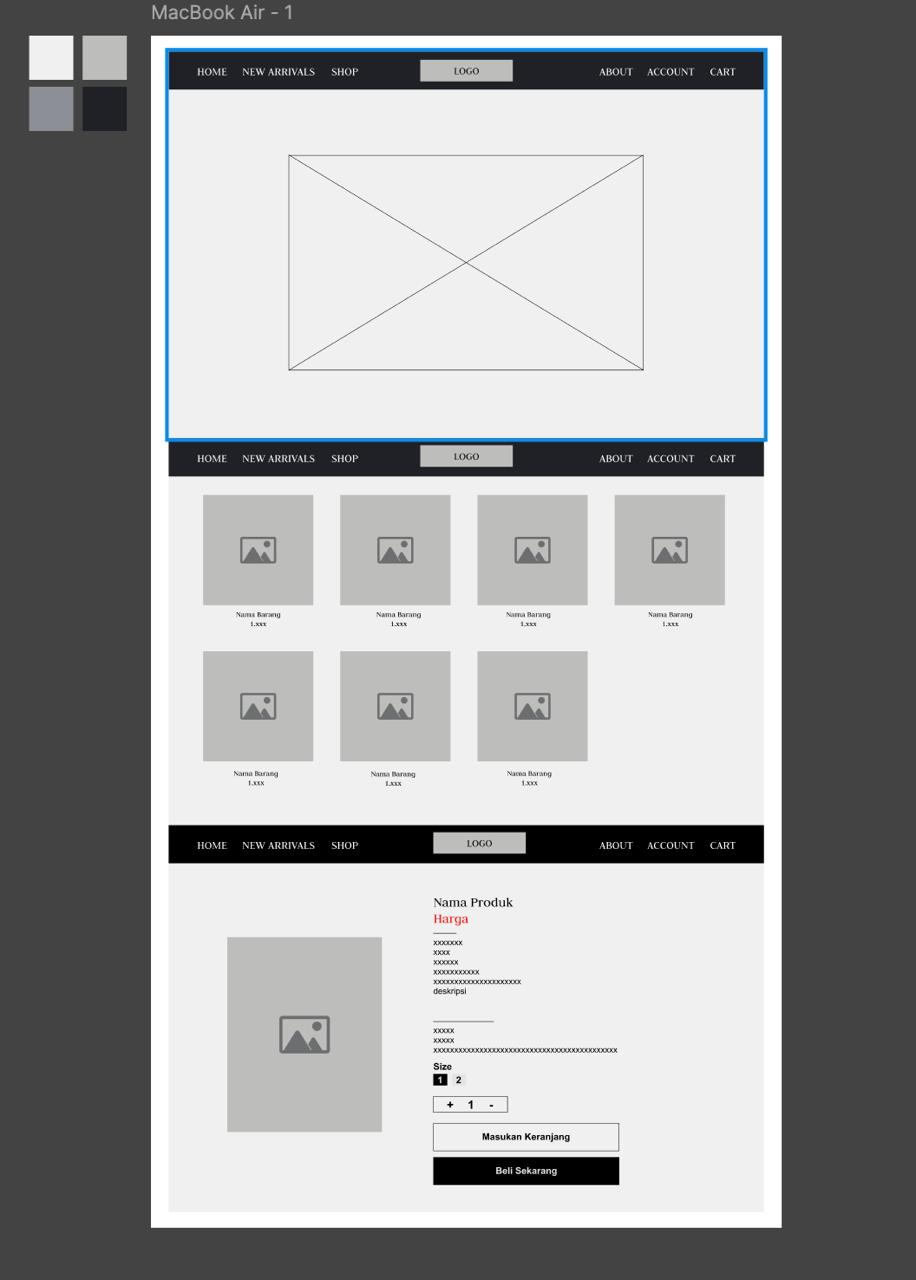 MacBook Air - 1
HOME NEW ARRIVALS SHOP LOGO ABOUT ACCOUNT CART
HOME NEW ARRIVALS SHOP LOGO ABOUT ACCOUNT CART
Nama Barang Nama Barang Nama Barang Nama Barang
1.xxx 1.xxx 1.xxx 1.xxx
Nama Barang Nama Barang Nama Barang
1.xxx 1.xxx 1.xxx
HOME NEW ARRIVALS SHOP LOGO ABOUT ACCOUNT CART
Nama Produk
Harga
xxxxxxx
xxxx
xxxxxx
xxxxxxxxxxx
xxxxxxxxxxxxxxxxxxxxx
deskripsi
xxxxx
xxxxx
xxxxxxxxxxxxxxxxxxxxxxxxxxxxxxxxxxxxxxxxxxxx
Size
1 2
+ 1 -
Masukan Keranjang
Beli Sekarang